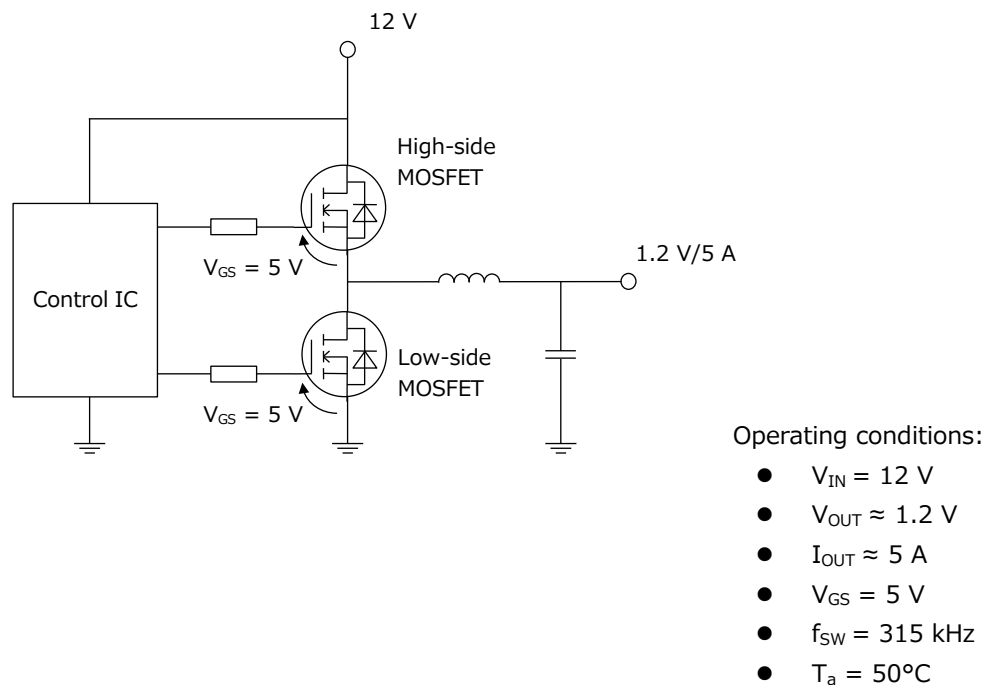 12 V
High-side
MOSFET
V_GS = 5 V
1.2 V/5 A
Control IC
Low-side
MOSFET
V_GS = 5 V
Operating conditions:
● V_IN = 12 V
● V_OUT ≈ 1.2 V
● I_OUT ≈ 5 A
● V_GS = 5 V
● f_SW = 315 kHz
● T_a = 50°C